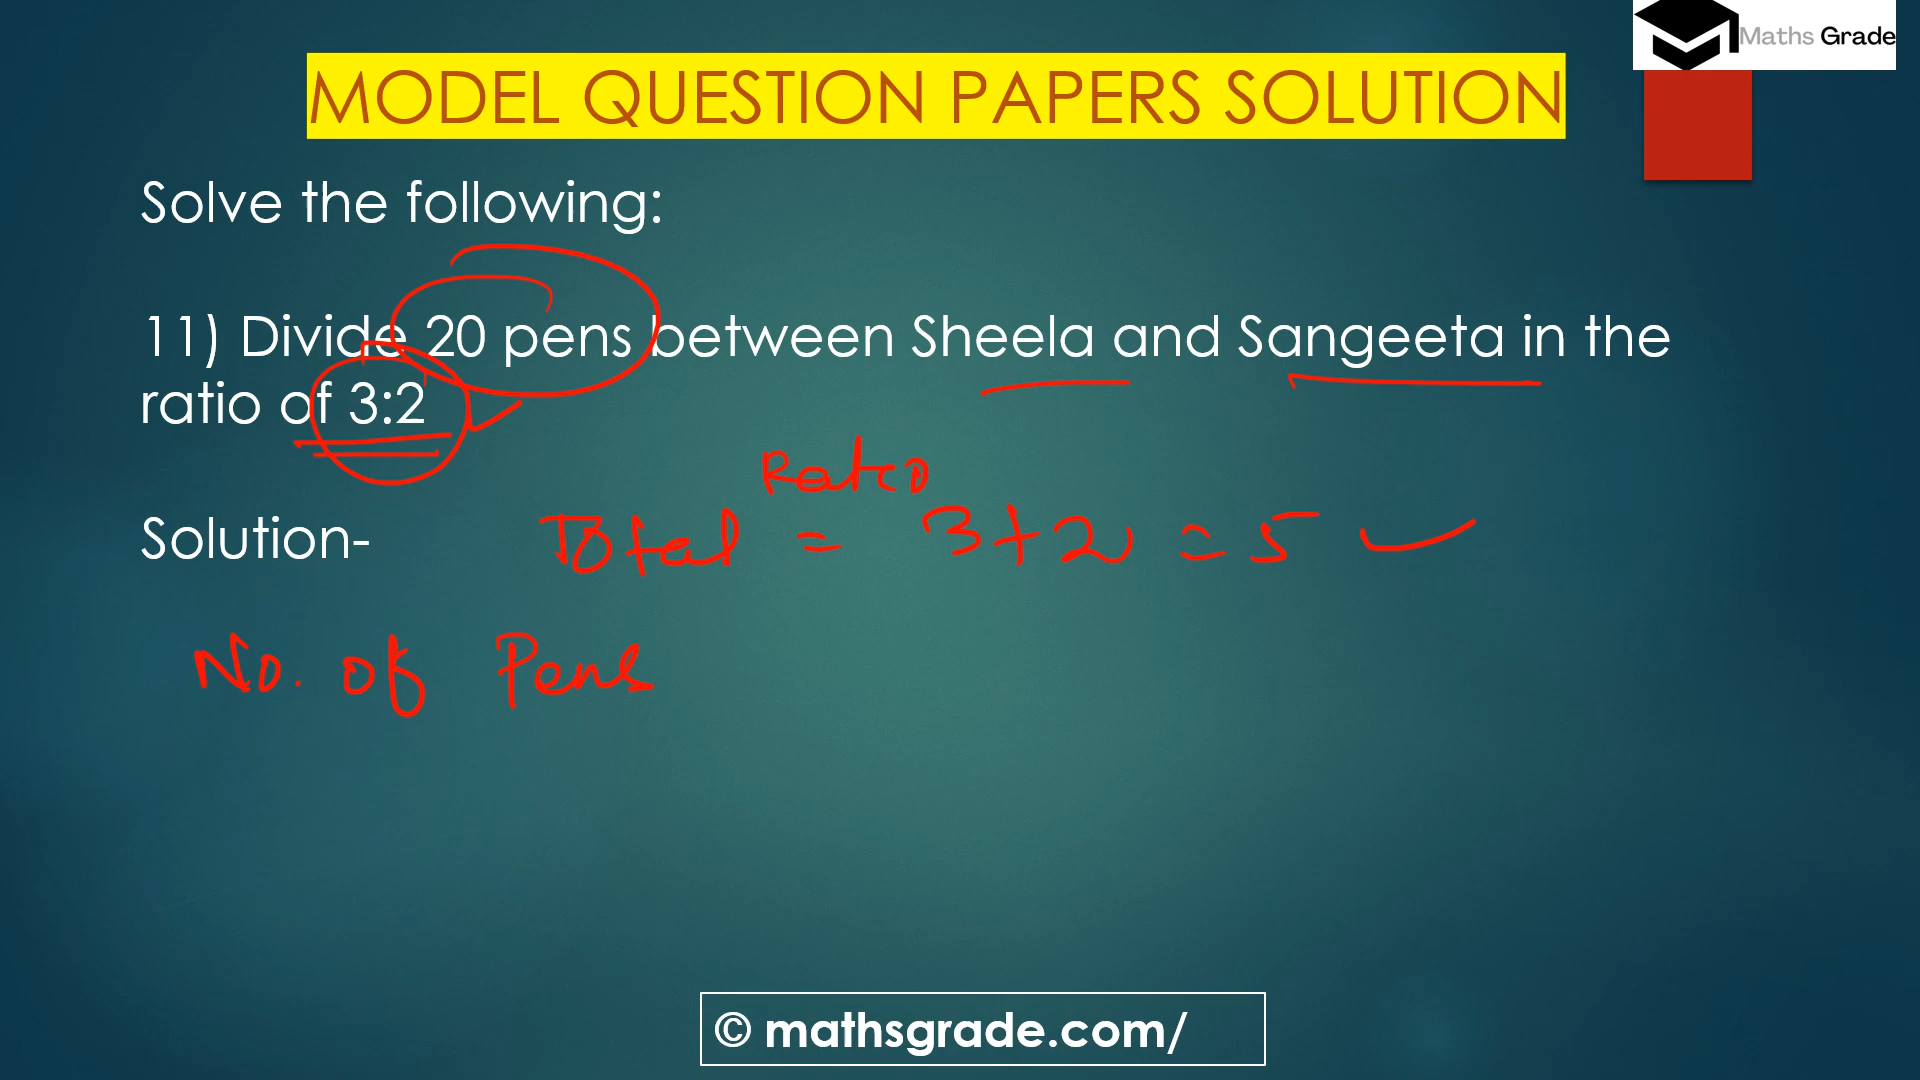 Maths Grade
MODEL QUESTION PAPERS SOLUTION
Solve the following:
11) Divide 20 pens between Sheela and Sangeeta in the
ratio of 3:2
Ratio
Solution- Total = 3+2 = 5
No. of Pens
© mathsgrade.com/